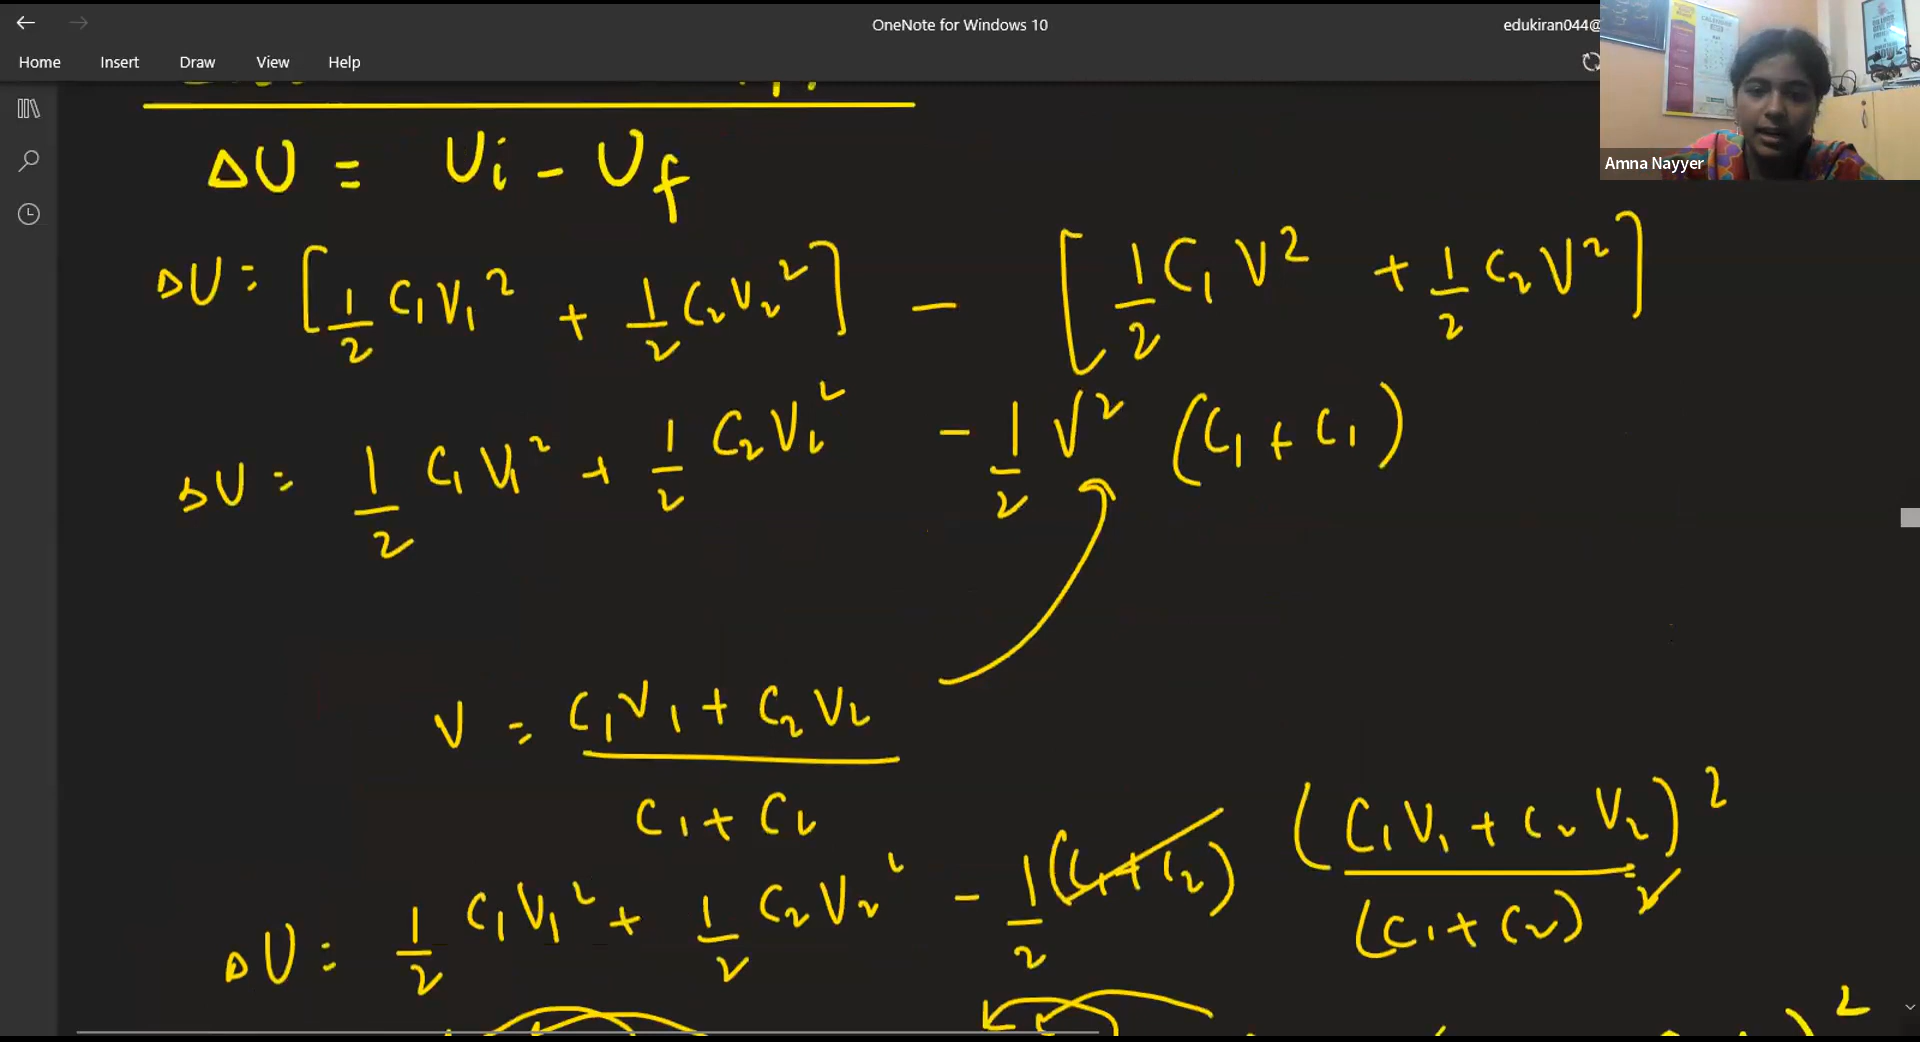 OneNote for Windows 10
edukiran044@
Home Insert Draw View Help
Amna Nayyer
ΔU = Ui - Uf
ΔU = [1/2 C₁V₁² + 1/2 C₂V₂²] - [1/2 C₁V² + 1/2 C₂V²]
ΔU = 1/2 C₁V₁² + 1/2 C₂V₂² - 1/2 V² (C₁ + C₁)
V = C₁V₁ + C₂V₂ / C₁ + C₂
ΔU = 1/2 C₁V₁² + 1/2 C₂V₂² - 1/2 (C₁+C₂) (C₁V₁ + C₂V₂)² / (C₁+C₂)²